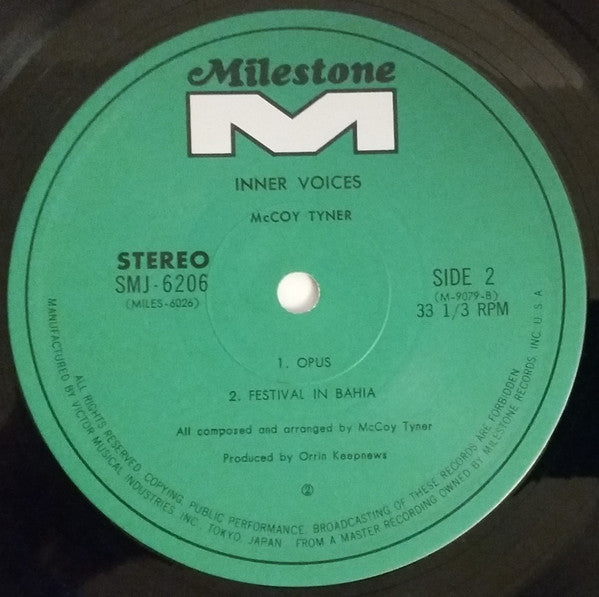 Milestone
M
INNER VOICES
McCOY TYNER
STEREO
SMJ-6206
(MILES-6026)
SIDE 2
(M-9079-B)
33 1/3 RPM
1. OPUS
2. FESTIVAL IN BAHIA
All composed and arranged by McCoy Tyner
Produced by Orrin Keepnews
②
ALL RIGHTS RESERVED. COPYING, PUBLIC PERFORMANCE, BROADCASTING OF THESE RECORDS ARE FORBIDDEN
MANUFACTURED BY VICTOR MUSICAL INDUSTRIES, INC. TOKYO, JAPAN FROM A MASTER RECORDING OWNED BY MILESTONE RECORDS, INC. U.S.A.